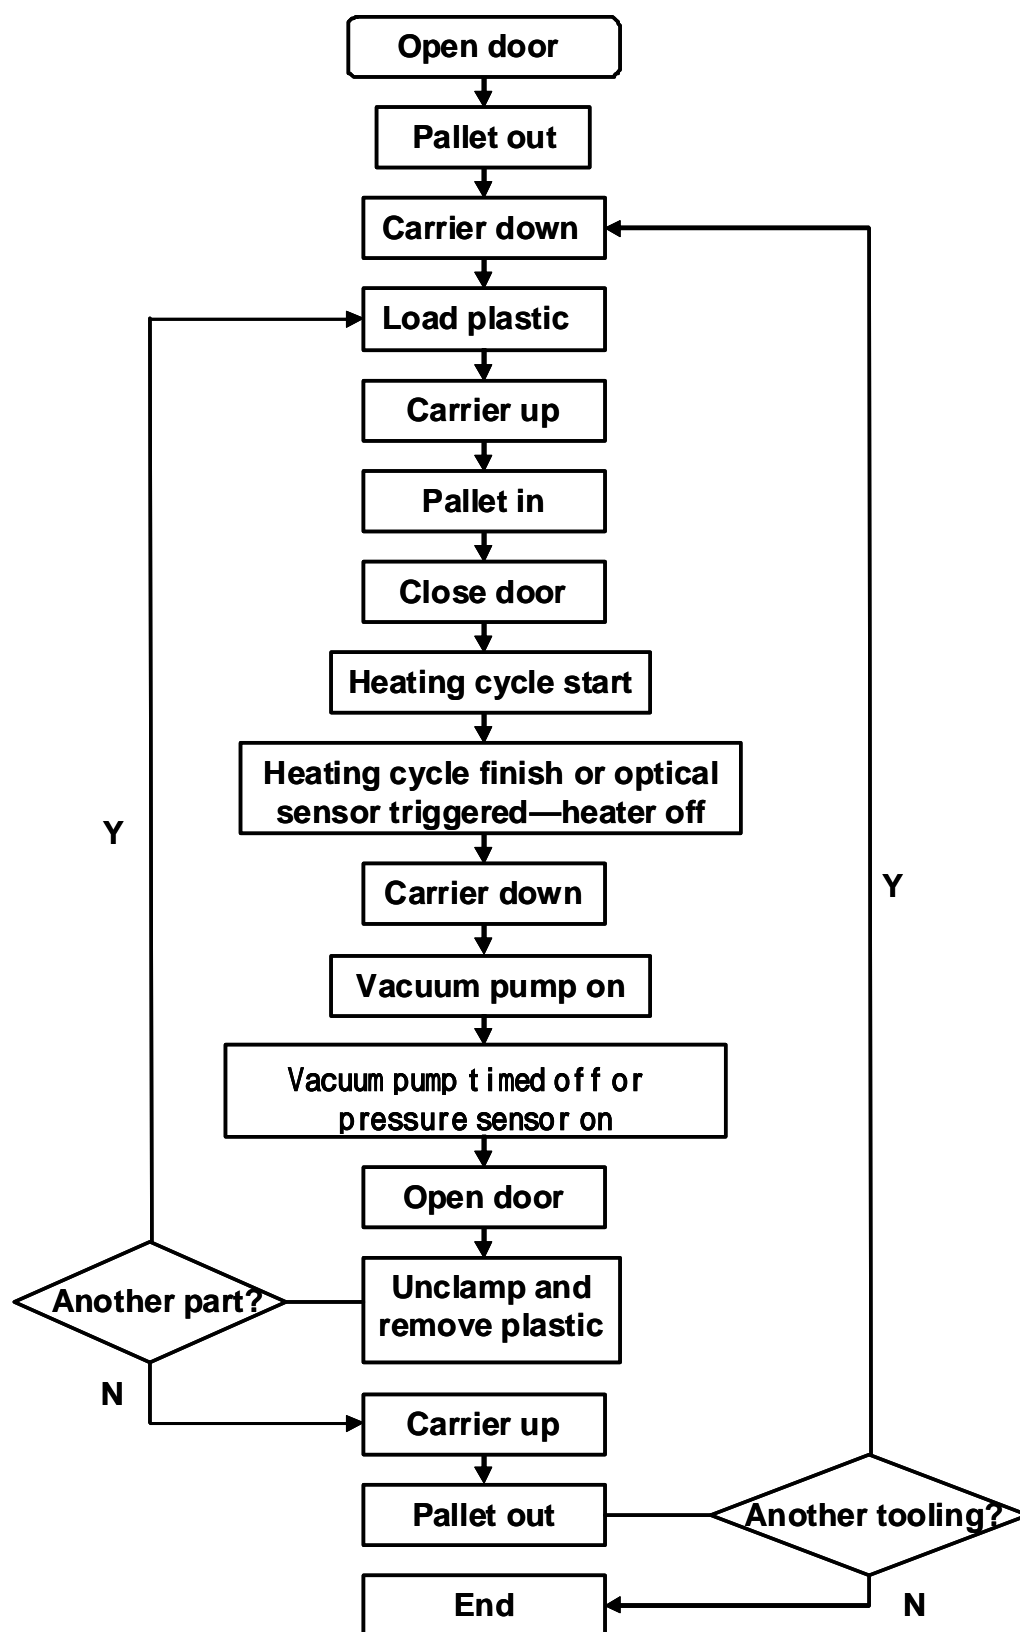 Open door
Pallet out
Carrier down
Load plastic
Carrier up
Pallet in
Close door
Heating cycle start
Heating cycle finish or optical
sensor triggered—heater off
Y
Carrier down
Y
Vacuum pump on
Vacuum pump timed off or
pressure sensor on
Open door
Unclamp and
remove plastic
Another part?
N
Carrier up
Pallet out
Another tooling?
End
N